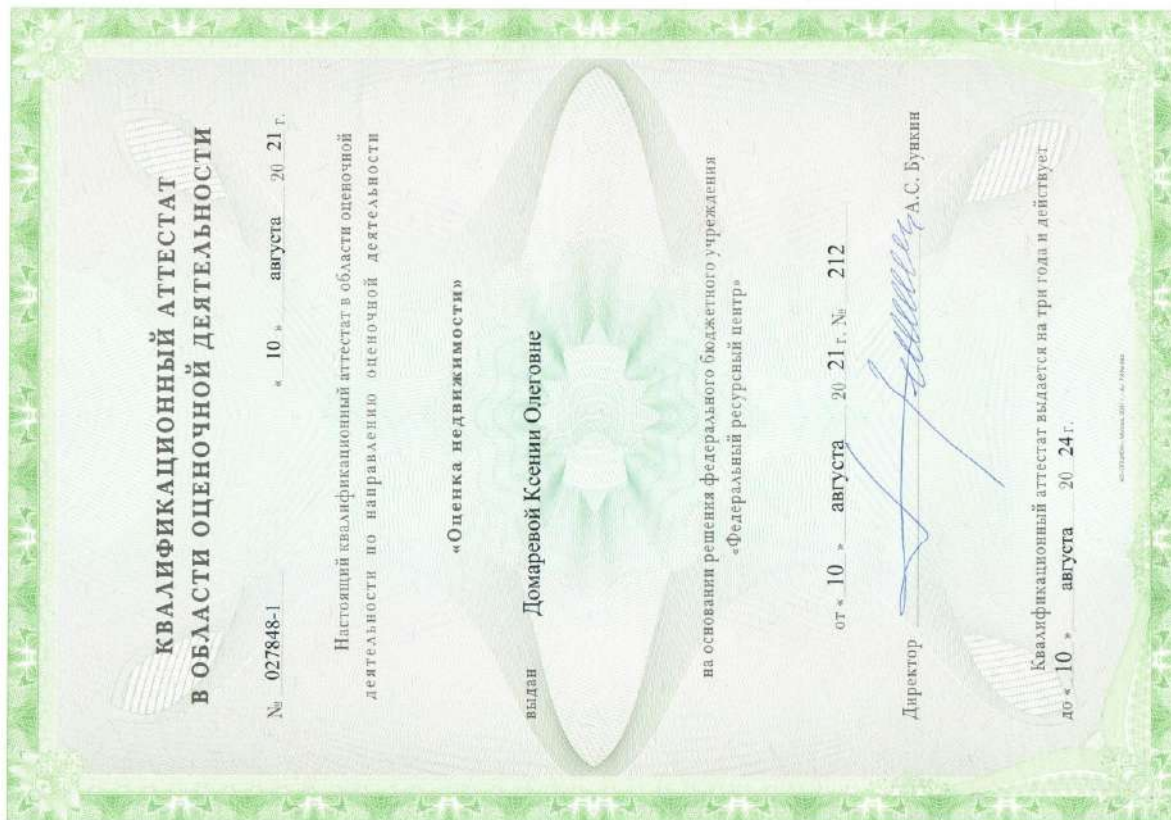 КВАЛИФИКАЦИОННЫЙ АТТЕСТАТ
В ОБЛАСТИ ОЦЕНОЧНОЙ ДЕЯТЕЛЬНОСТИ
№ 027848-1 « 10 » августа 20 21 г.
Настоящий квалификационный аттестат в области оценочной
деятельности по направлению оценочной деятельности
«Оценка недвижимости»
выдан Домаревой Ксении Олеговне
на основании решения федерального бюджетного учреждения
«Федеральный ресурсный центр»
от « 10 » августа 20 21 г. № 212
Директор А.С. Бункин
Квалификационный аттестат выдается на три года и действует
до « 10 » августа 20 24 г.